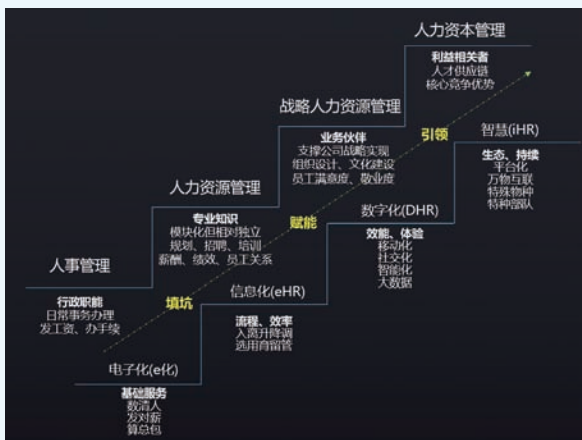 人力资本管理
利益相关者
人才供应链
核心竞争优势
战略人力资源管理
业务伙伴
支撑公司战略实现
组织设计、文化建设
员工满意度、敬业度
引领
智慧(iHR)
生态、持续
平台化
万物互联
特殊物种
特种部队
人力资源管理
专业知识
模块化但相对独立
规划、招聘、培训
薪酬、绩效、员工关系
赋能
数字化(DHR)
效能、体验
移动化
社交化
智能化
大数据
人事管理
行政职能
日常事务办理
发工资、办手续
填坑
信息化(eHR)
流程、效率
入离升降调
选用育留管
电子化(e化)
基础服务
数清人
发对薪
算总包